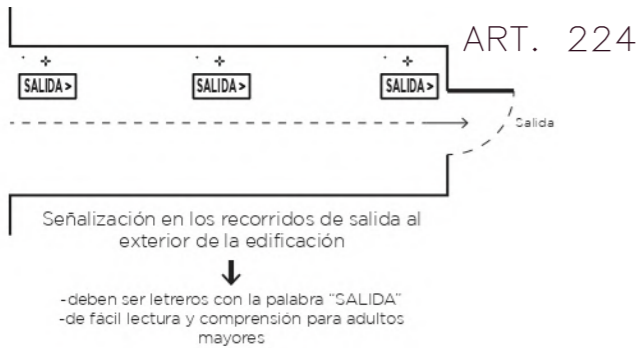 ART. 224
SALIDA> SALIDA> SALIDA>
Salida
Señalización en los recorridos de salida al
exterior de la edificación
-deben ser letreros con la palabra “SALIDA”
-de fácil lectura y comprensión para adultos
mayores